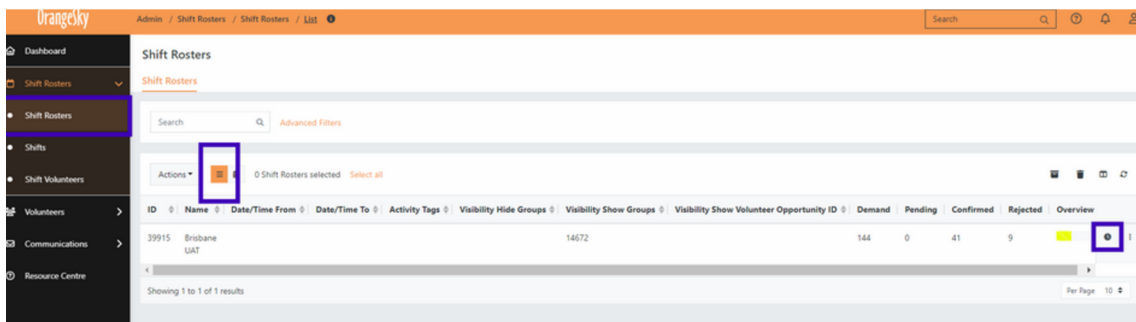 OrangeSky
Admin / Shift Rosters / Shift Rosters / List
Search
Dashboard
Shift Rosters
Shift Rosters
Shifts
Shift Volunteers
Volunteers
Communications
Resource Centre
Shift Rosters
Shift Rosters
Search
Advanced Filters
Actions
0 Shift Rosters selected Select all
ID Name Date/Time From Date/Time To Activity Tags Visibility Hide Groups Visibility Show Groups Visibility Show Volunteer Opportunity ID Demand Pending Confirmed Rejected Overview
39915 Brisbane 14672 144 0 41 9
UAT
Showing 1 to 1 of 1 results
Per Page 10